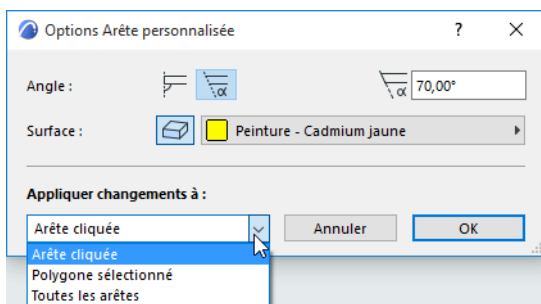 Options Arête personnalisée ? ×
Angle : α α 70,00°
Surface : Peinture - Cadmium jaune
Appliquer changements à :
Arête cliquée Annuler OK
Arête cliquée
Polygone sélectionné
Toutes les arêtes